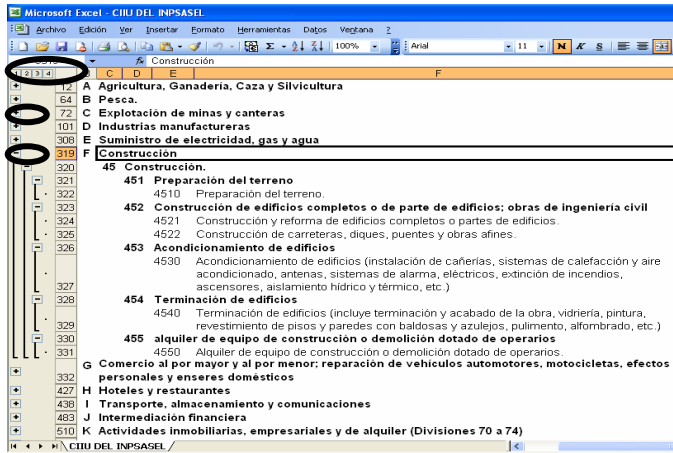 Microsoft Excel - CIIU DEL INPSASEL
Archivo Edición Ver Insertar Formato Herramientas Datos Ventana ?
100% Arial 11 N K S
fx Construcción
1 2 3 4 B C D E F
12 A Agricultura, Ganadería, Caza y Silvicultura
64 B Pesca.
72 C Explotación de minas y canteras
101 D Industrias manufactureras
308 E Suministro de electricidad, gas y agua
319 F Construcción
320 45 Construcción.
321 451 Preparación del terreno
322 4510 Preparación del terreno.
323 452 Construcción de edificios completos o de parte de edificios; obras de ingeniería civil
324 4521 Construcción y reforma de edificios completos o partes de edificios.
325 4522 Construcción de carreteras, diques, puentes y obras afines.
326 453 Acondicionamiento de edificios
4530 Acondicionamiento de edificios (instalación de cañerías, sistemas de calefacción y aire
acondicionado, antenas, sistemas de alarma, eléctricos, extinción de incendios,
327 ascensores, aislamiento hídrico y térmico, etc.)
328 454 Terminación de edificios
4540 Terminación de edificios (incluye terminación y acabado de la obra, vidriería, pintura,
329 revestimiento de pisos y paredes con baldosas y azulejos, pulimento, alfombrado, etc.)
330 455 alquiler de equipo de construcción o demolición dotado de operarios
331 4550 Alquiler de equipo de construcción o demolición dotado de operarios.
G Comercio al por mayor y al por menor; reparación de vehículos automotores, motocicletas, efectos
332 personales y enseres domésticos
427 H Hoteles y restaurantes
438 I Transporte, almacenamiento y comunicaciones
483 J Intermediación financiera
510 K Actividades inmobiliarias, empresariales y de alquiler (Divisiones 70 a 74)
CIIU DEL INPSASEL